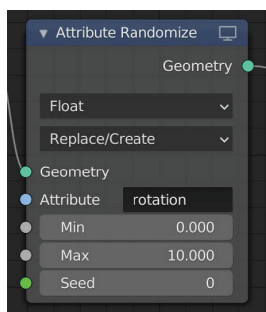 Attribute Randomize
Geometry
Float
Replace/Create
Geometry
Attribute rotation
Min 0.000
Max 10.000
Seed 0